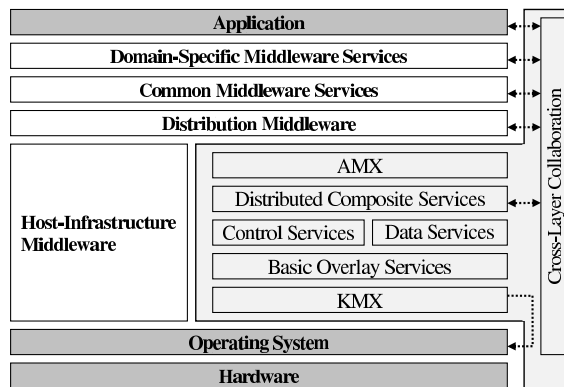 Application
Domain-Specific Middleware Services
Common Middleware Services
Distribution Middleware
Host-Infrastructure
Middleware
AMX
Distributed Composite Services
Control Services
Data Services
Basic Overlay Services
KMX
Operating System
Hardware
Cross-Layer Collaboration